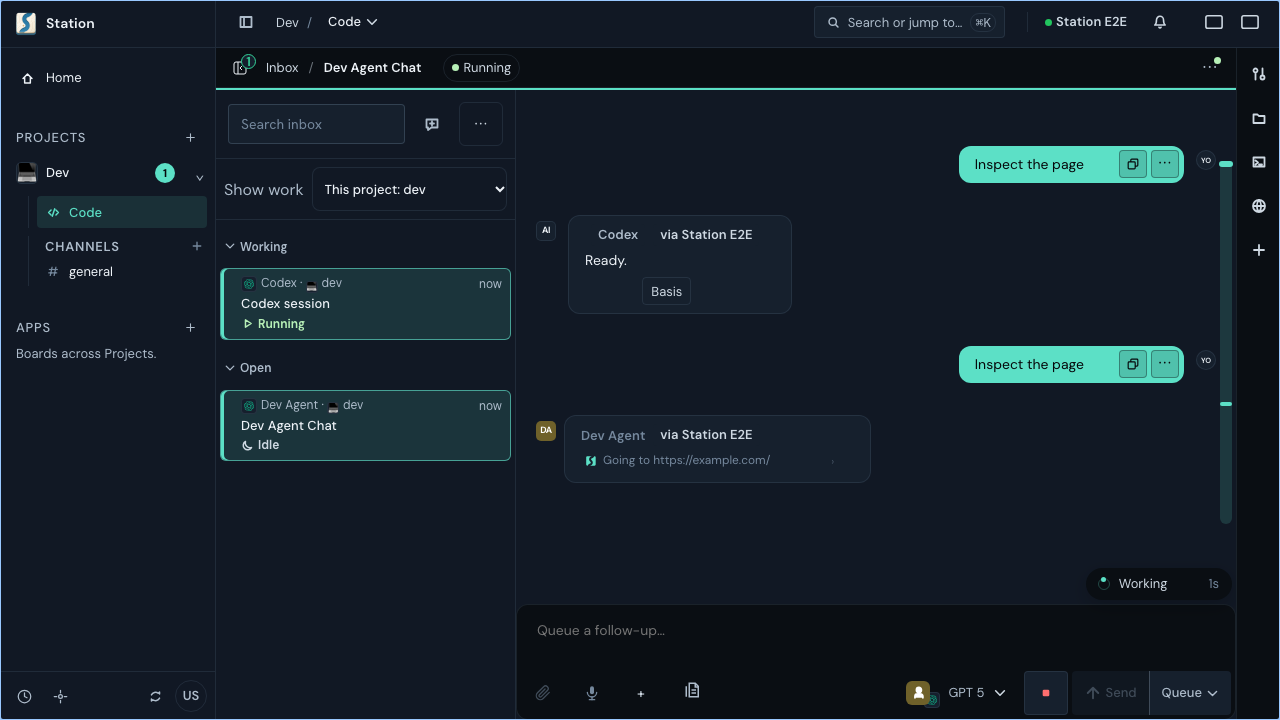 Station
Dev / Code
Search or jump to… ⌘K
Station E2E
Home
PROJECTS
Dev 1
Code
CHANNELS
# general
APPS
Boards across Projects.
US
1
Inbox / Dev Agent Chat
Running
Search inbox
Show work This project: dev
Working
Codex · dev now
Codex session
Running
Open
Dev Agent · dev now
Dev Agent Chat
Idle
Inspect the page
YO
AI
Codex via Station E2E
Ready.
Basis
Inspect the page
YO
DA
Dev Agent via Station E2E
Going to https://example.com/
Working 1s
Queue a follow-up…
GPT 5
Send
Queue